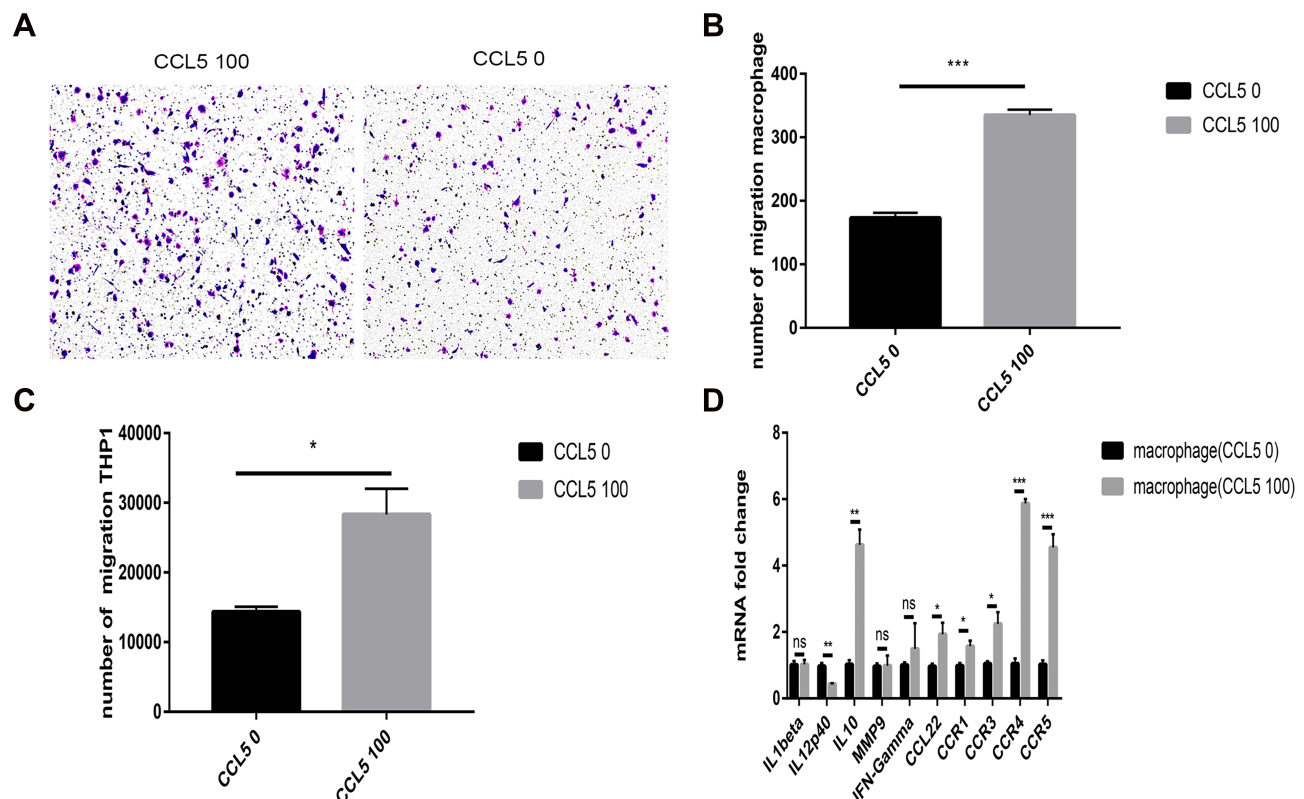 A
CCL5 100
CCL5 0
B
number of migration macrophage
400
300
200
100
0
***
CCL5 0
CCL5 100
CCL5 0
CCL5 100
C
number of migration THP1
40000
30000
20000
10000
0
*
CCL5 0
CCL5 100
CCL5 0
CCL5 100
D
mRNA fold change
8
6
4
2
0
ns
**
**
ns
ns
*
*
*
***
***
IL1beta
IL12p40
IL10
MMP9
IFN-Gamma
CCL22
CCR1
CCR3
CCR4
CCR5
macrophage(CCL5 0)
macrophage(CCL5 100)